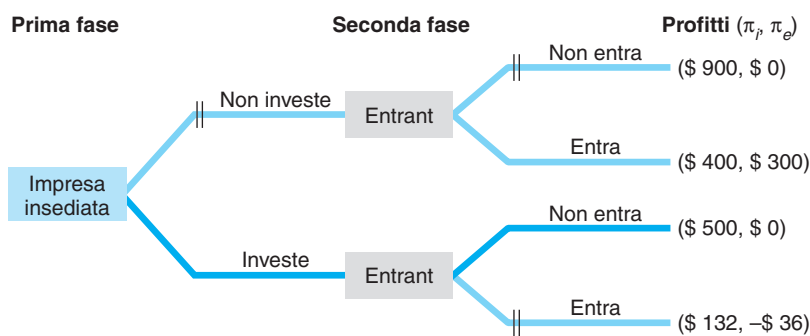 Prima fase
Seconda fase
Profitti (πi, πe)
Non entra
($ 900, $ 0)
Non investe
Entrant
Entra
($ 400, $ 300)
Impresa
insediata
Non entra
($ 500, $ 0)
Investe
Entrant
Entra
($ 132, –$ 36)